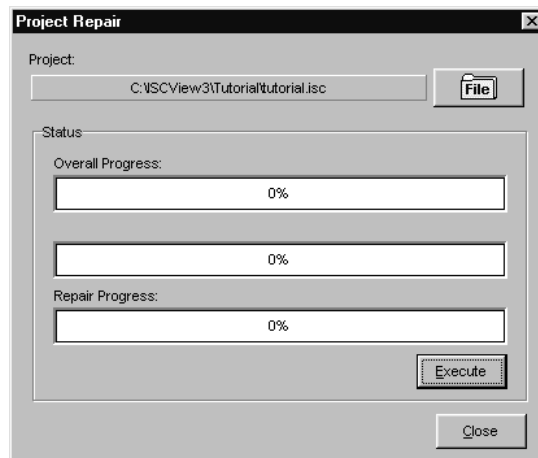 Project Repair
Project:
C:\ISCView3\Tutorial\tutorial.isc
File
Status
Overall Progress:
0%
0%
Repair Progress:
0%
Execute
Close